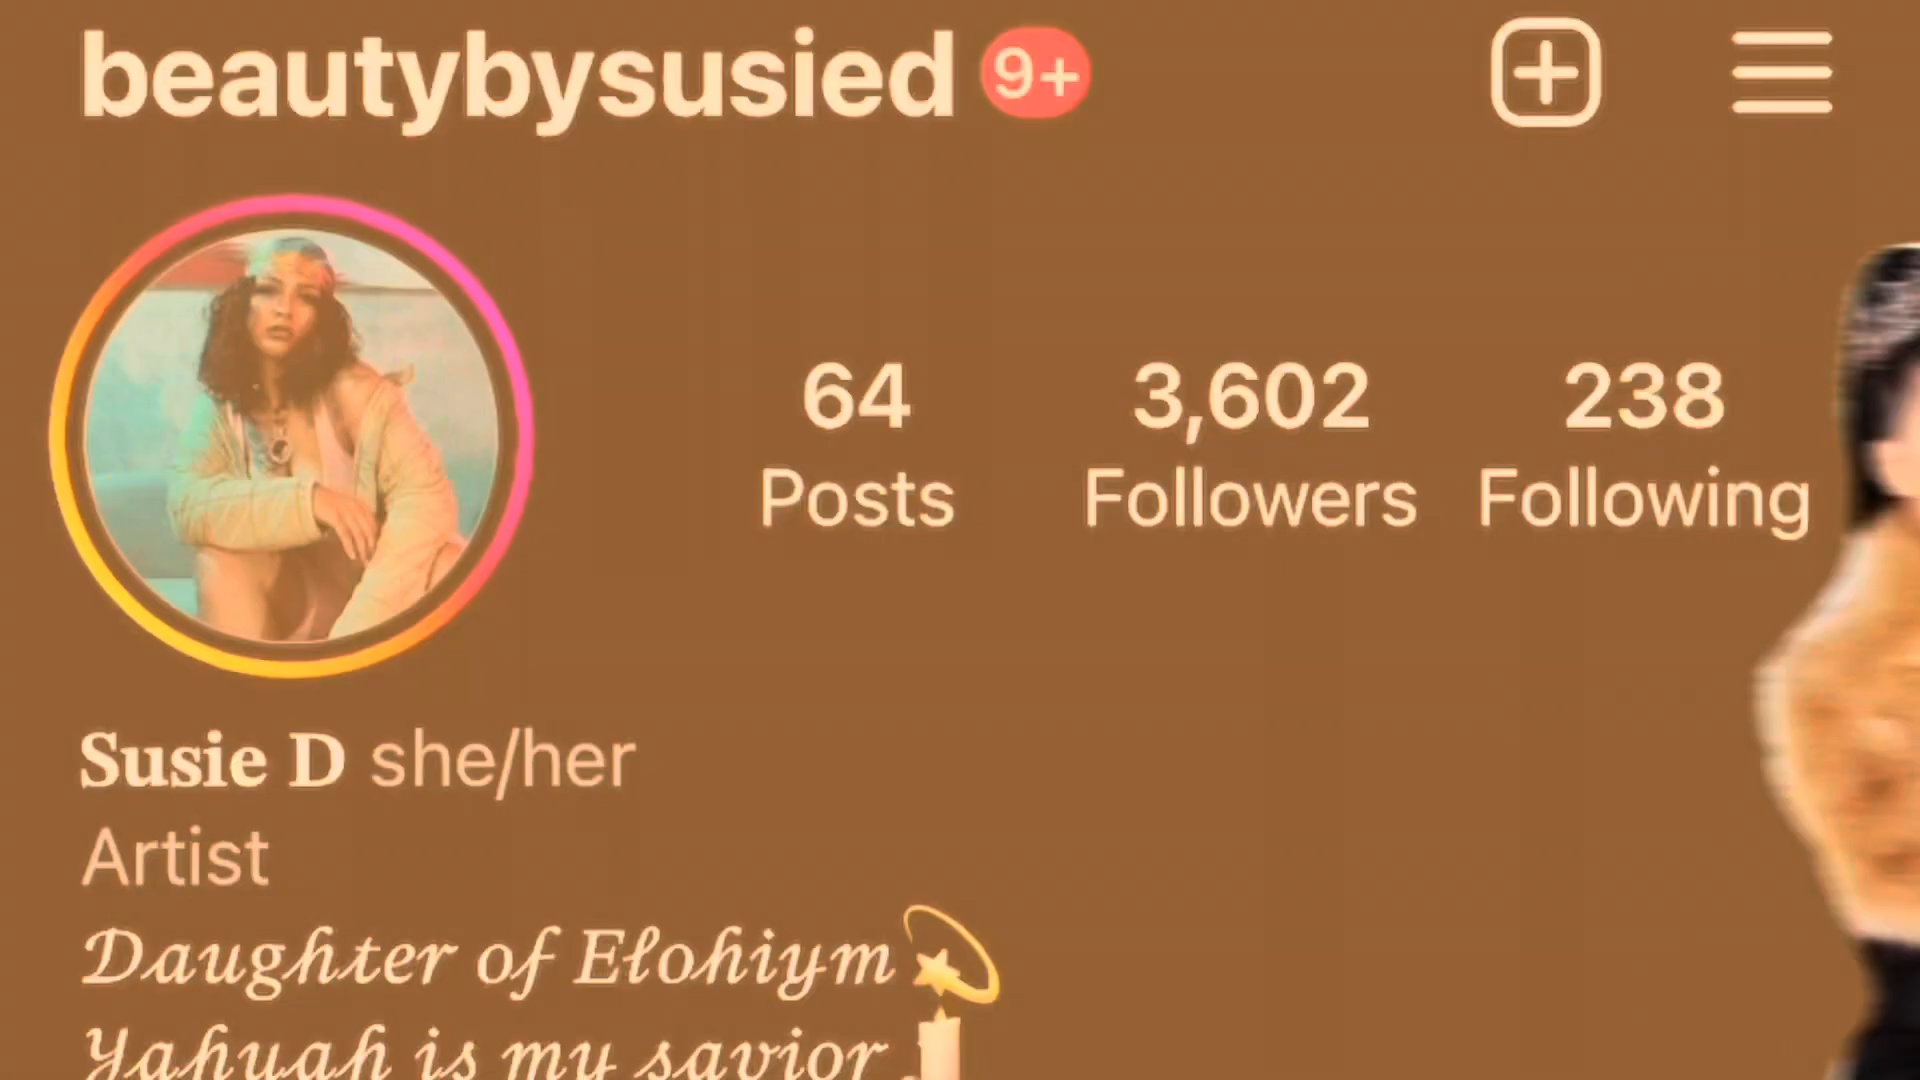 beautybysusied 9+
64 3,602 238
Posts Followers Following
Susie D she/her
Artist
Daughter of Elohiym
Yahuah is my savior